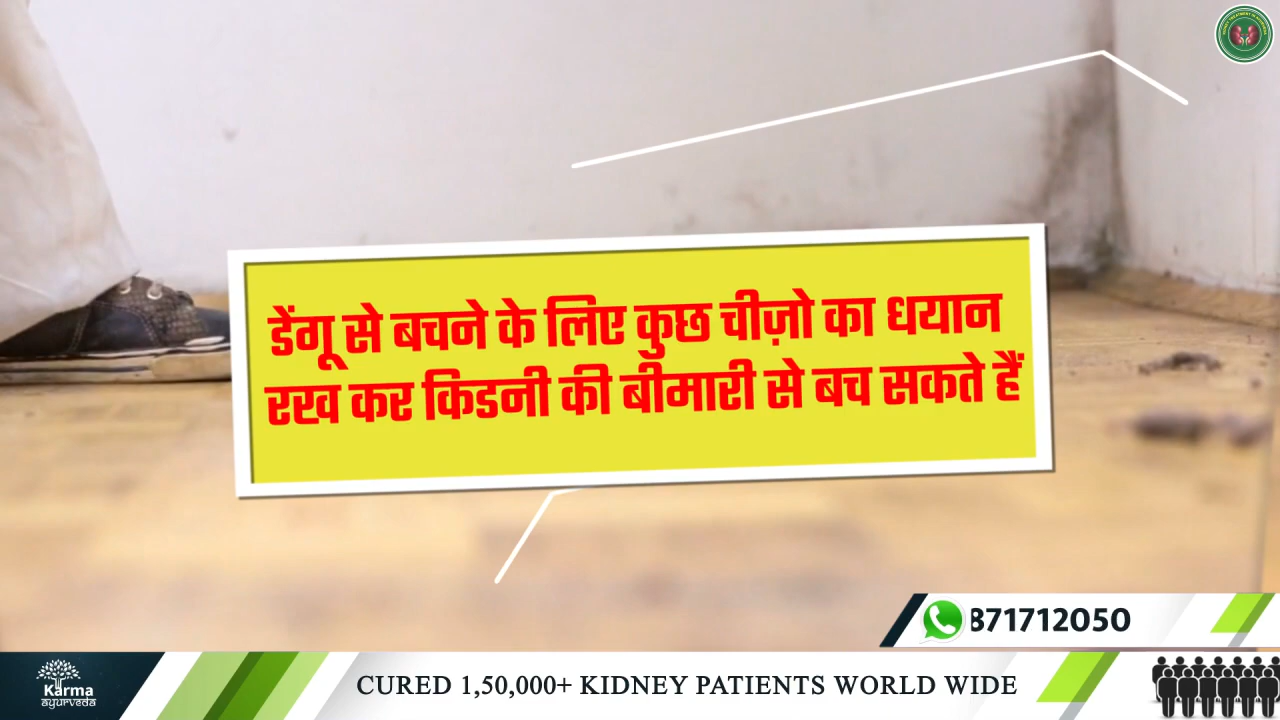 डेंगू से बचने के लिए कुछ चीज़ो का धयान
रख कर किडनी की बीमारी से बच सकते हैं
871712050
Karma
ayurveda
CURED 1,50,000+ KIDNEY PATIENTS WORLD WIDE